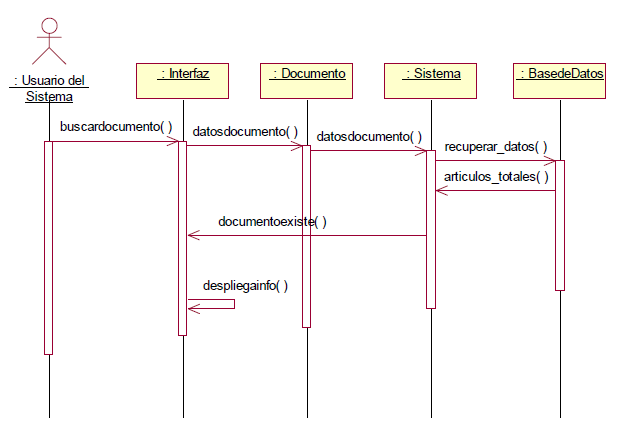 : Usuario del
Sistema
: Interfaz
: Documento
: Sistema
: BasedeDatos
buscardocumento( )
datosdocumento( )
datosdocumento( )
recuperar_datos( )
articulos_totales( )
documentoexiste( )
despliegainfo( )